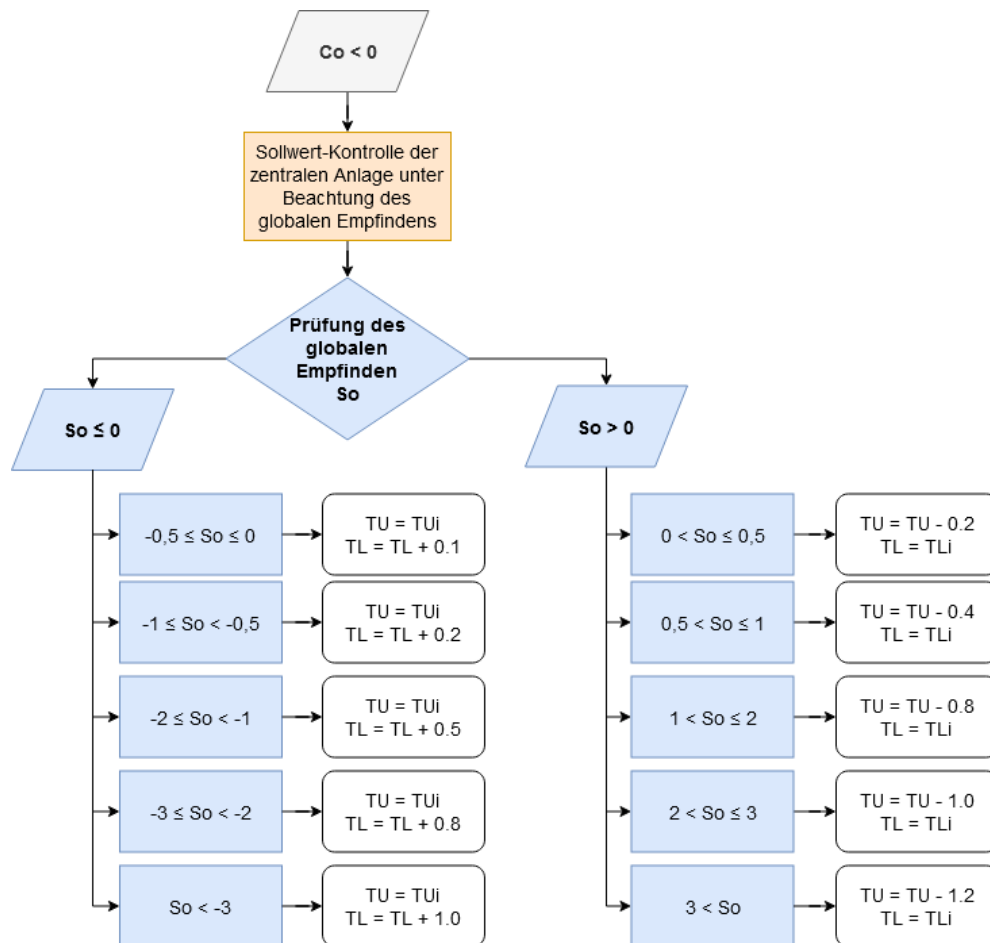 Co < 0
Sollwert-Kontrolle der
zentralen Anlage unter
Beachtung des
globalen Empfindens
Prüfung des
globalen
Empfinden
So
So ≤ 0
So > 0
-0,5 ≤ So ≤ 0
TU = TUi
TL = TL + 0.1
-1 ≤ So < -0,5
TU = TUi
TL = TL + 0.2
-2 ≤ So < -1
TU = TUi
TL = TL + 0.5
-3 ≤ So < -2
TU = TUi
TL = TL + 0.8
So < -3
TU = TUi
TL = TL + 1.0
0 < So ≤ 0,5
TU = TU - 0.2
TL = TLi
0,5 < So ≤ 1
TU = TU - 0.4
TL = TLi
1 < So ≤ 2
TU = TU - 0.8
TL = TLi
2 < So ≤ 3
TU = TU - 1.0
TL = TLi
3 < So
TU = TU - 1.2
TL = TLi